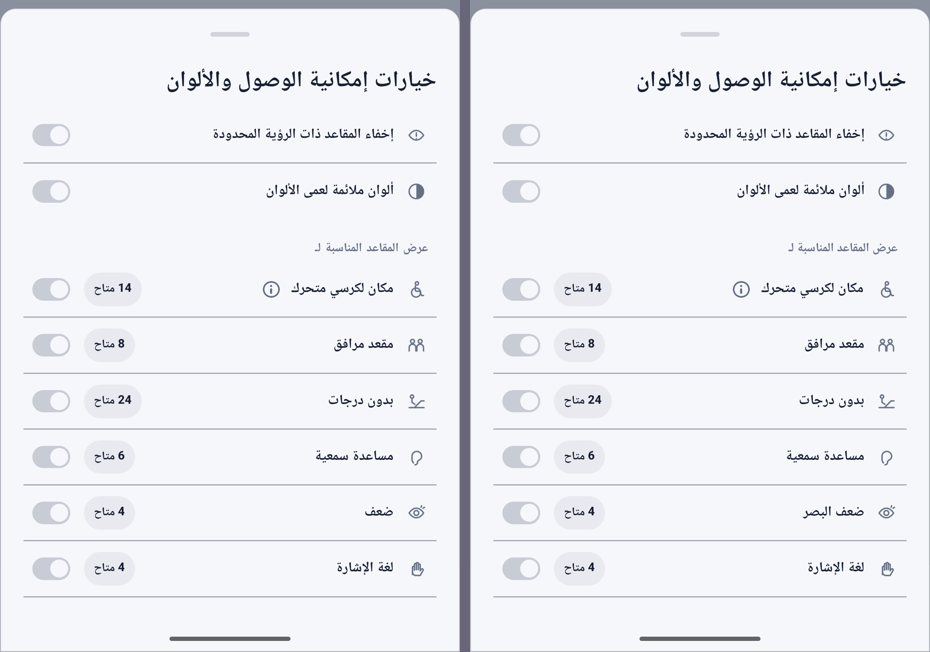 خيارات إمكانية الوصول والألوان
إخفاء المقاعد ذات الرؤية المحدودة
ألوان ملائمة لعمى الألوان
عرض المقاعد المناسبة لـ
مكان لكرسي متحرك 14 متاح
مقعد مرافق 8 متاح
بدون درجات 24 متاح
مساعدة سمعية 6 متاح
ضعف البصر 4 متاح
لغة الإشارة 4 متاح
خيارات إمكانية الوصول والألوان
إخفاء المقاعد ذات الرؤية المحدودة
ألوان ملائمة لعمى الألوان
عرض المقاعد المناسبة لـ
مكان لكرسي متحرك 14 متاح
مقعد مرافق 8 متاح
بدون درجات 24 متاح
مساعدة سمعية 6 متاح
ضعف 4 متاح
لغة الإشارة 4 متاح